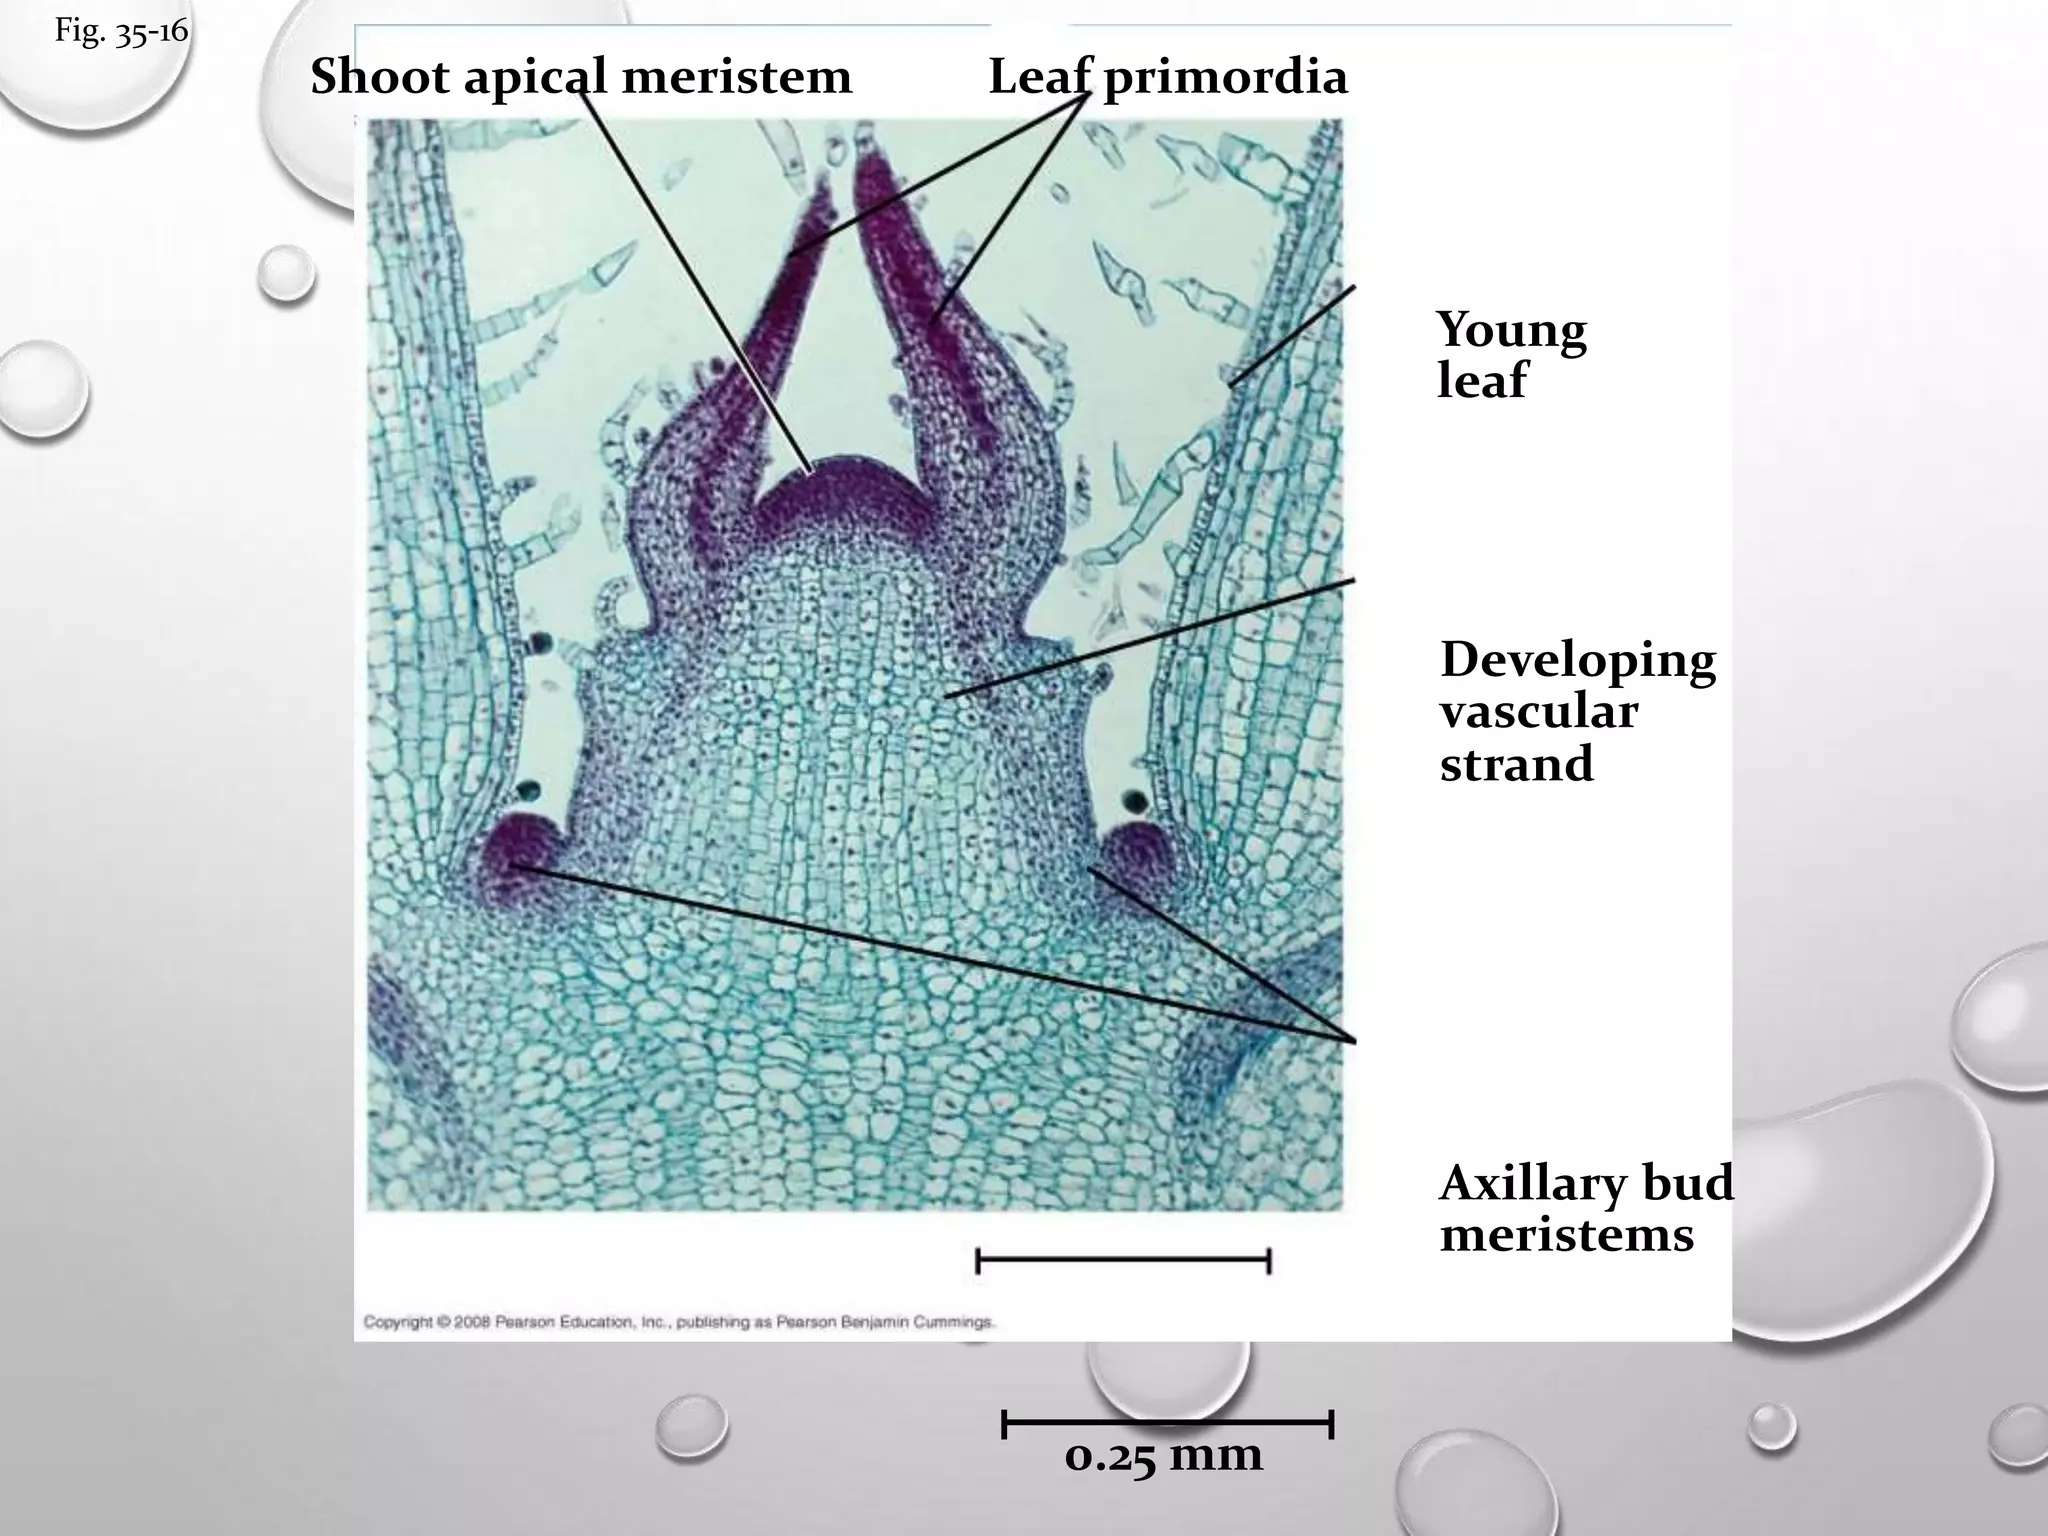 Fig. 35-16
Shoot apical meristem
Leaf primordia
Young
leaf
Developing
vascular
strand
Axillary bud
meristems
Copyright © 2008 Pearson Education, Inc., publishing as Pearson Benjamin Cummings.
0.25 mm